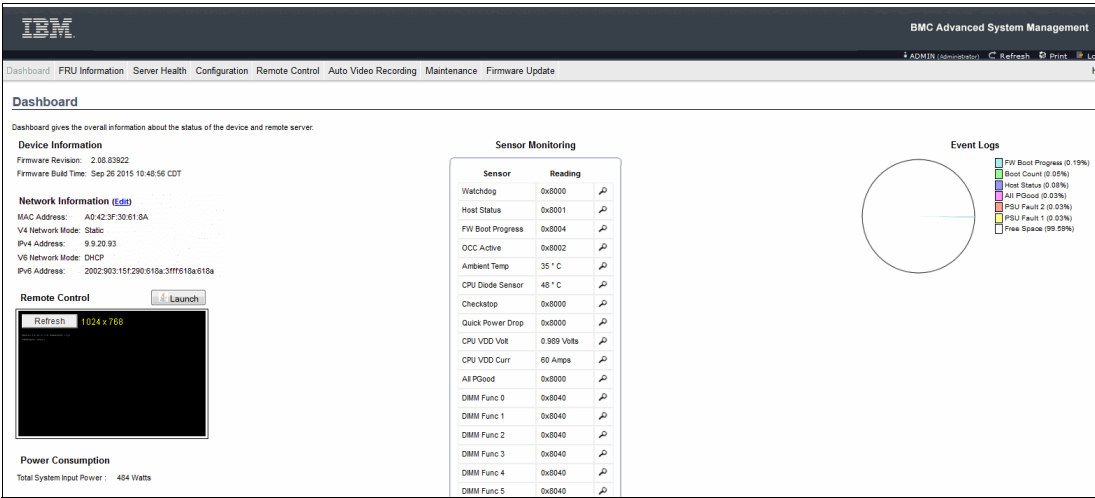 IBM
BMC Advanced System Management
ADMIN (Administrator) Refresh Print
Dashboard FRU Information Server Health Configuration Remote Control Auto Video Recording Maintenance Firmware Update
Dashboard
Dashboard gives the overall information about the status of the device and remote server.
Device Information
Firmware Revision: 2.08.83922
Firmware Build Time: Sep 26 2015 10:48:56 CDT
Network Information (Edit)
MAC Address: A0:42:3F:30:61:8A
V4 Network Mode: Static
IPv4 Address: 9.9.20.93
V6 Network Mode: DHCP
IPv6 Address: 2002:903:15f:290:618a:3fff:618a:618a
Remote Control Launch
Refresh 1024 x 768
Power Consumption
Total System Input Power : 484 Watts
Sensor Monitoring
Sensor Reading
Watchdog 0x8000
Host Status 0x8001
FW Boot Progress 0x8004
OCC Active 0x8002
Ambient Temp 35 ° C
CPU Diode Sensor 48 ° C
Checkstop 0x8000
Quick Power Drop 0x8000
CPU VDD Volt 0.989 Volts
CPU VDD Curr 60 Amps
All PGood 0x8000
DIMM Func 0 0x8040
DIMM Func 1 0x8040
DIMM Func 2 0x8040
DIMM Func 3 0x8040
DIMM Func 4 0x8040
DIMM Func 5 0x8040
Event Logs
FW Boot Progress (0.19%)
Boot Count (0.05%)
Host Status (0.08%)
All PGood (0.03%)
PSU Fault 2 (0.03%)
PSU Fault 1 (0.03%)
Free Space (99.59%)